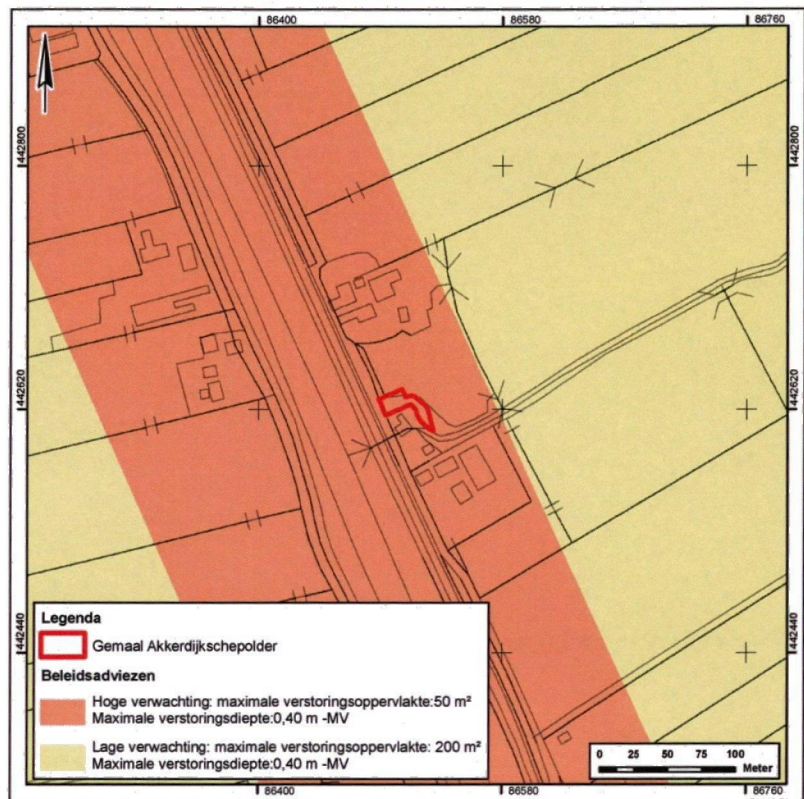 86400 86580 86760
442800 442800
442620 442620
442440 442440
Legenda
Gemaal Akkerdijkschepolder
Beleidsadviezen
Hoge verwachting: maximale verstoringsoppervlakte:50 m²
Maximale verstoringsdiepte:0,40 m -MV
Lage verwachting: maximale verstoringsoppervlakte: 200 m²
Maximale verstoringsdiepte:0,40 m -MV
0 25 50 75 100
Meter
86400 86580 86760